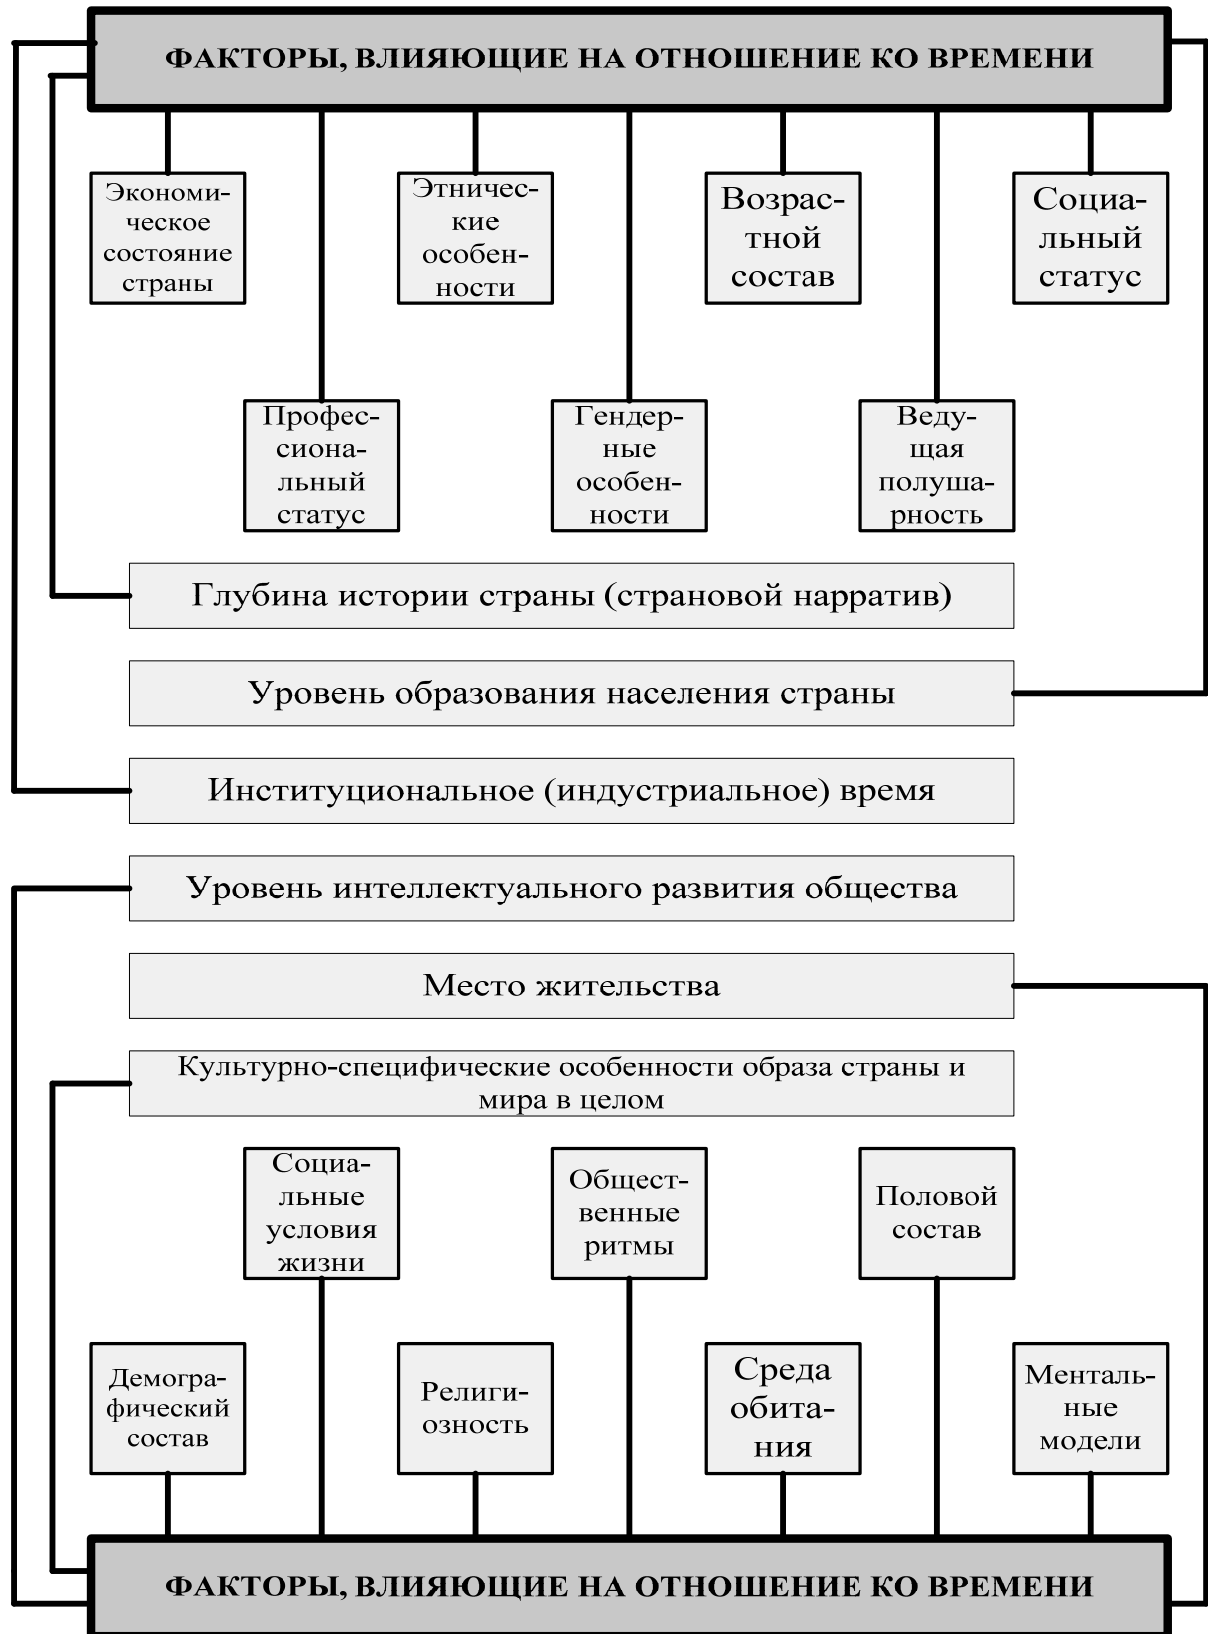 ФАКТОРЫ, ВЛИЯЮЩИЕ НА ОТНОШЕНИЕ КО ВРЕМЕНИ
Экономи-
ческое
состояние
страны
Этничес-
кие
особен-
ности
Возрас-
тной
состав
Социа-
льный
статус
Профес-
сиона-
льный
статус
Гендер-
ные
особен-
ности
Веду-
щая
полуша-
рность
Глубина истории страны (страновой нарратив)
Уровень образования населения страны
Институциональное (индустриальное) время
Уровень интеллектуального развития общества
Место жительства
Культурно-специфические особенности образа страны и
мира в целом
Социа-
льные
условия
жизни
Общест-
венные
ритмы
Половой
состав
Демогра-
фический
состав
Религи-
озность
Среда
обита-
ния
Менталь-
ные
модели
ФАКТОРЫ, ВЛИЯЮЩИЕ НА ОТНОШЕНИЕ КО ВРЕМЕНИ